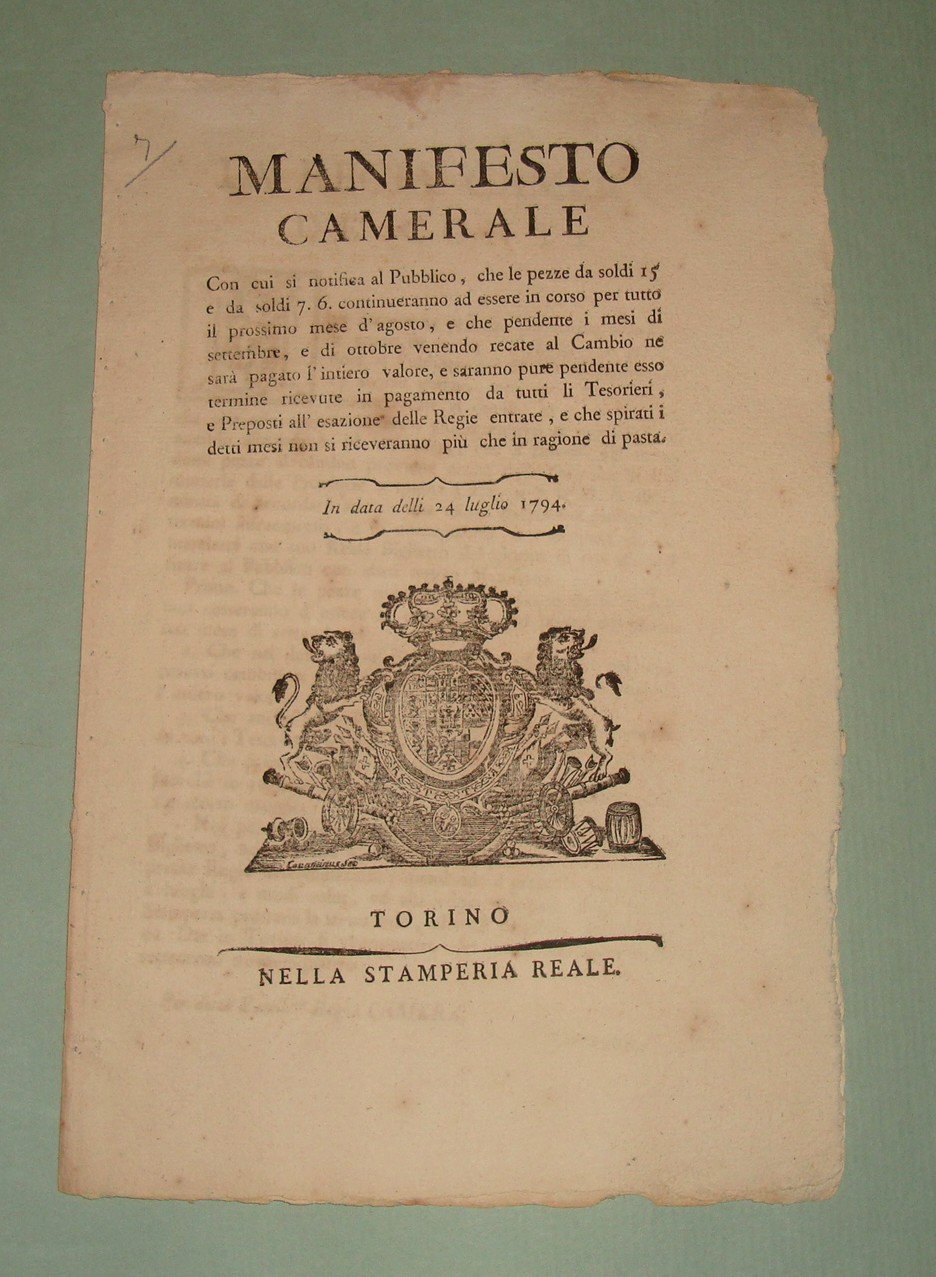 7/
MANIFESTO
CAMERALE
Con cui si notifica al Pubblico, che le pezze da soldi 15
e da soldi 7. 6. continueranno ad essere in corso per tutto
il prossimo mese d'agosto, e che pendente i mesi di
settembre, e di ottobre venendo recate al Cambio ne
sarà pagato l'intiero valore, e saranno pure pendente esso
termine ricevute in pagamento da tutti li Tesorieri,
e Preposti all' esazione delle Regie entrate, e che spirati i
detti mesi non si riceveranno più che in ragione di pasta.
In data delli 24 luglio 1794.
TORINO
NELLA STAMPERIA REALE.